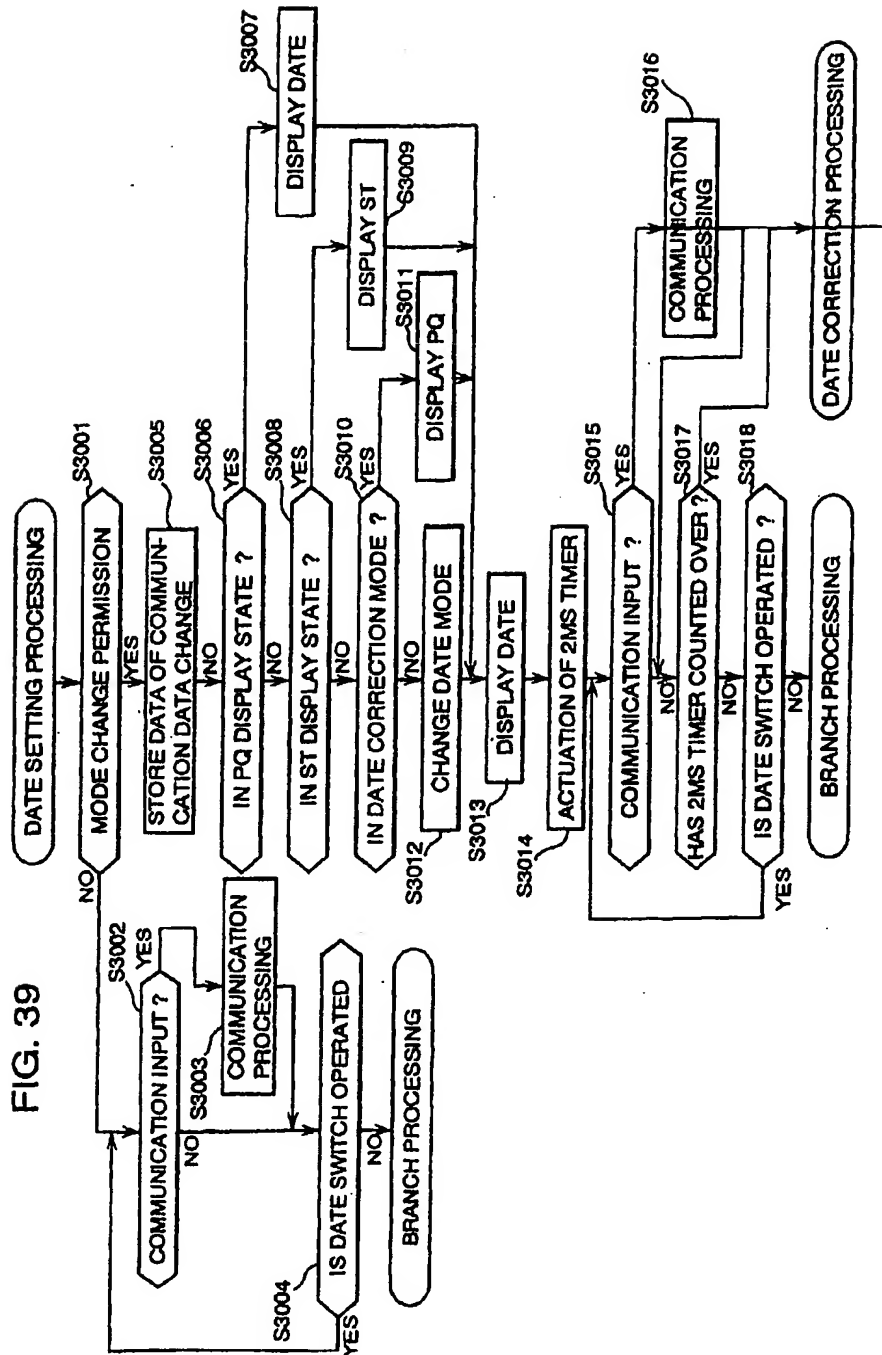 FIG. 39
DATE SETTING PROCESSING
S3001
MODE CHANGE PERMISSION
NO
YES
S3002
COMMUNICATION INPUT ?
YES
NO
S3003
COMMUNICATION
PROCESSING
S3004
IS DATE SWITCH OPERATED
YES
NO
BRANCH PROCESSING
S3005
STORE DATA OF COMMUN-
CATION DATA CHANGE
NO
S3006
IN PQ DISPLAY STATE ?
YES
NO
S3007
DISPLAY DATE
S3008
IN ST DISPLAY STATE ?
YES
NO
S3009
DISPLAY ST
S3010
IN DATE CORRECTION MODE ?
YES
NO
S3011
DISPLAY PQ
S3012
CHANGE DATE MODE
S3013
DISPLAY DATE
S3014
ACTUATION OF 2MS TIMER
S3015
COMMUNICATION INPUT ?
YES
NO
S3016
COMMUNICATION
PROCESSING
S3017
HAS 2MS TIMER COUNTED OVER ?
YES
NO
S3018
IS DATE SWITCH OPERATED ?
YES
NO
BRANCH PROCESSING
DATE CORRECTION PROCESSING